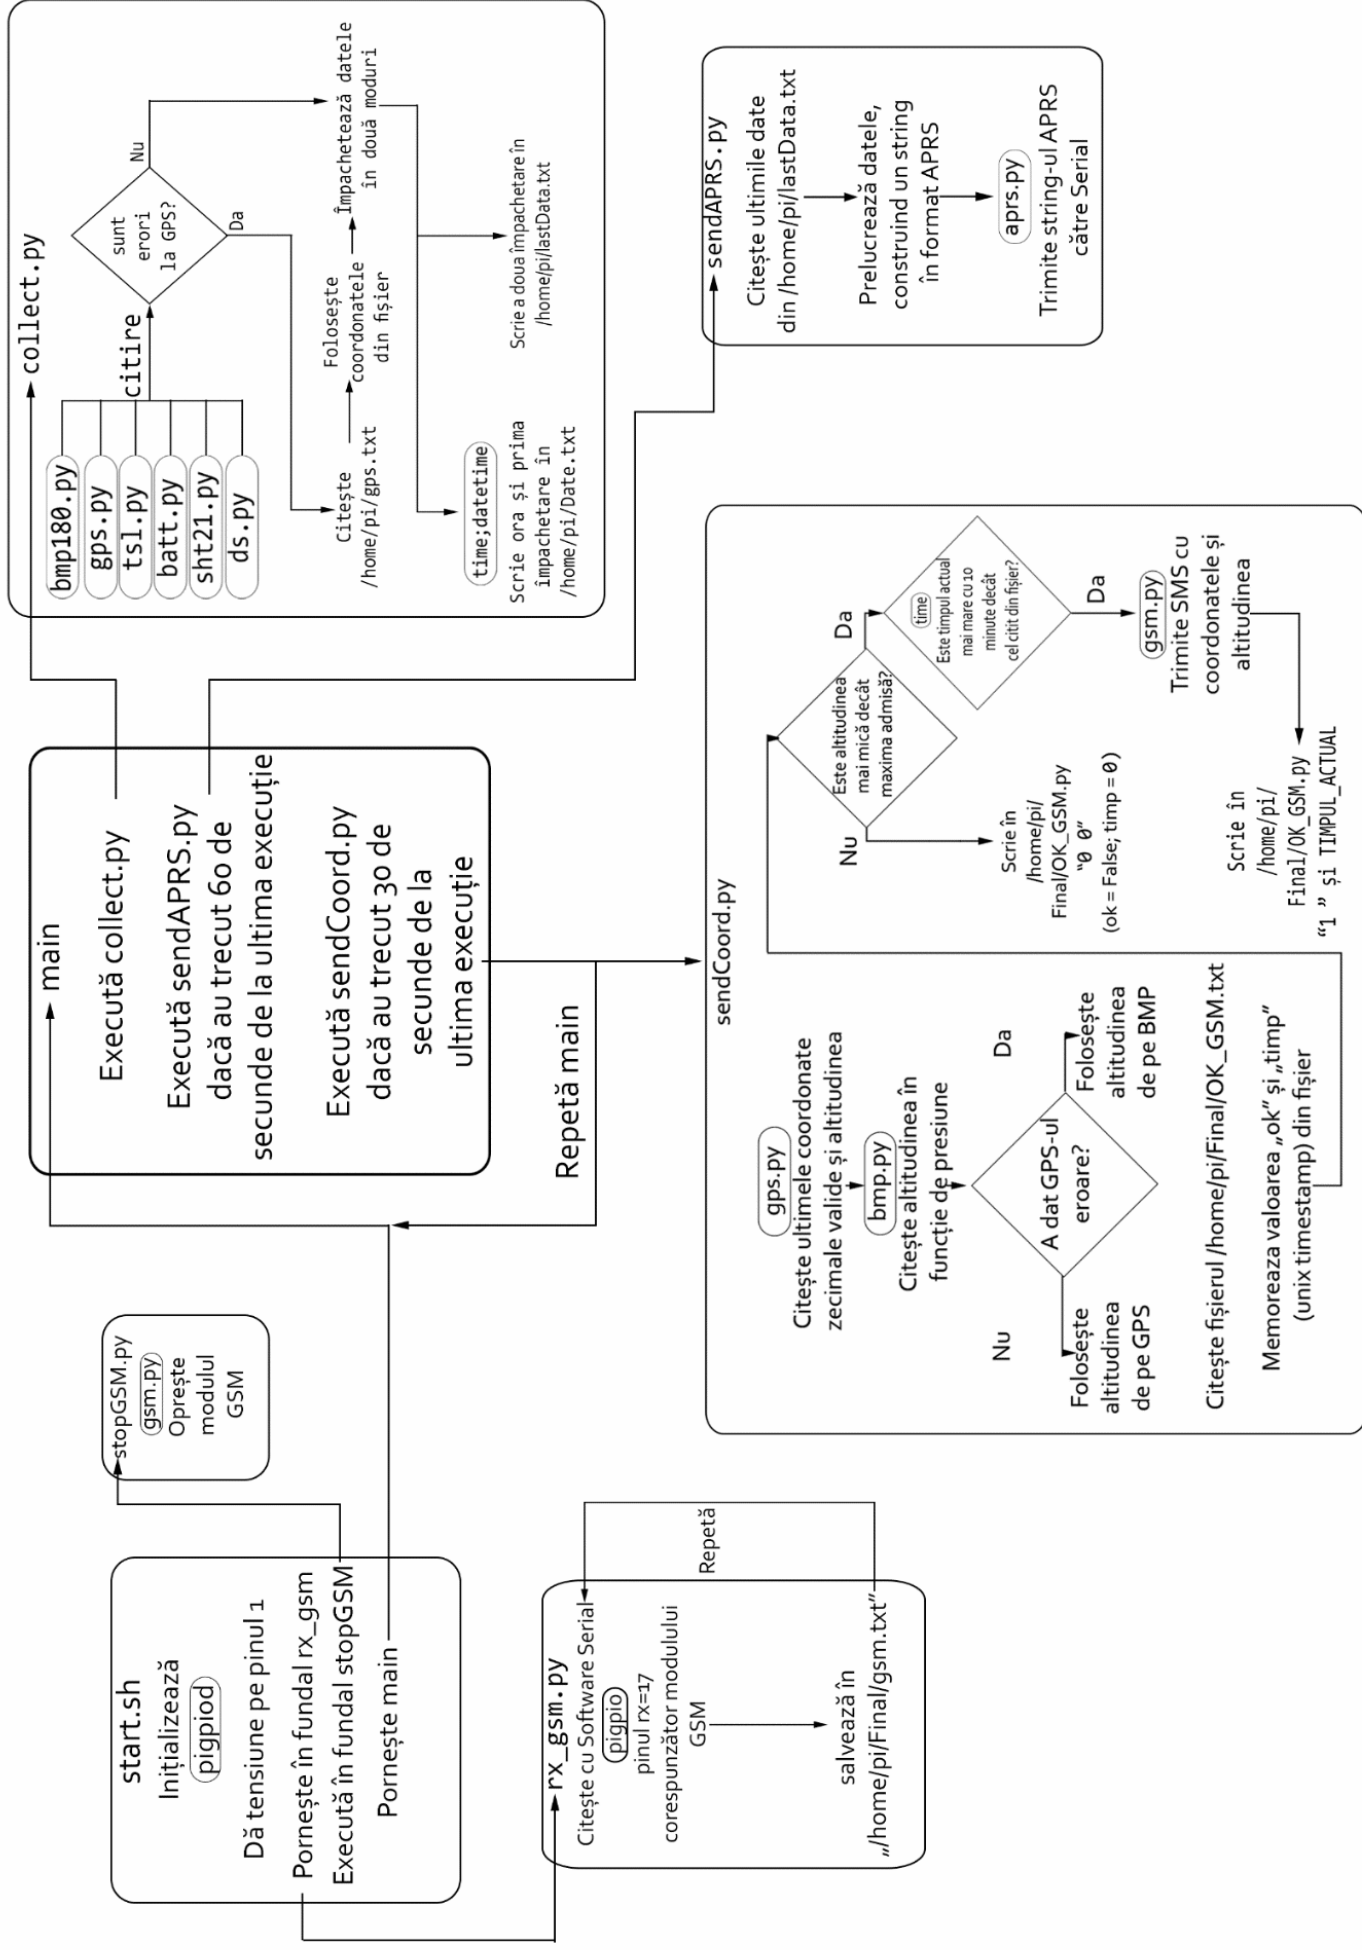 start.sh
Inițializează
pigpiod
Dă tensiune pe pinul 1
Pornește în fundal rx_gsm
Execută în fundal stopGSM
Pornește main
stopGSM.py
gsm.py
Oprește
modulul
GSM
rx_gsm.py
Citește cu Software Serial
pigpio
pinul rx=17
corespunzător modulului
GSM
salvează în
„/home/pi/Final/gsm.txt”
Repetă
main
Execută collect.py
Execută sendAPRS.py
dacă au trecut 60 de
secunde de la ultima execuție
Execută sendCoord.py
dacă au trecut 30 de
secunde de la
ultima execuție
Repetă main
collect.py
bmp180.py
gps.py
tsl.py
batt.py
sht21.py
ds.py
citire
sunt
erori
la GPS?
Nu
Da
Citește
/home/pi/gps.txt
Folosește
coordonatele
din fișier
Împachetează datele
în două moduri
time;datetime
Scrie ora și prima
împachetare în
/home/pi/Date.txt
Scrie a doua împachetare în
/home/pi/lastData.txt
sendAPRS.py
Citește ultimile date
din /home/pi/lastData.txt
Prelucrează datele,
construind un string
în format APRS
aprs.py
Trimite string-ul APRS
către Serial
sendCoord.py
gps.py
Citește ultimele coordonate
zecimale valide și altitudinea
bmp.py
Citește altitudinea în
funcție de presiune
A dat GPS-ul
eroare?
Nu
Da
Folosește
altitudinea
de pe GPS
Folosește
altitudinea
de pe BMP
Citește fișierul /home/pi/Final/OK_GSM.txt
Memoreaza valoarea „ok” și „timp”
(unix timestamp) din fișier
Este altitudinea
mai mică decât
maxima admisă?
Nu
Da
Scrie în
/home/pi/
Final/OK_GSM.py
“0 0”
(ok = False; timp = 0)
time
Este timpul actual
mai mare cu 10
minute decât
cel citit din fișier?
Da
gsm.py
Trimite SMS cu
coordonatele și
altitudinea
Scrie în
/home/pi/
Final/OK_GSM.py
“1 ” și TIMPUL_ACTUAL